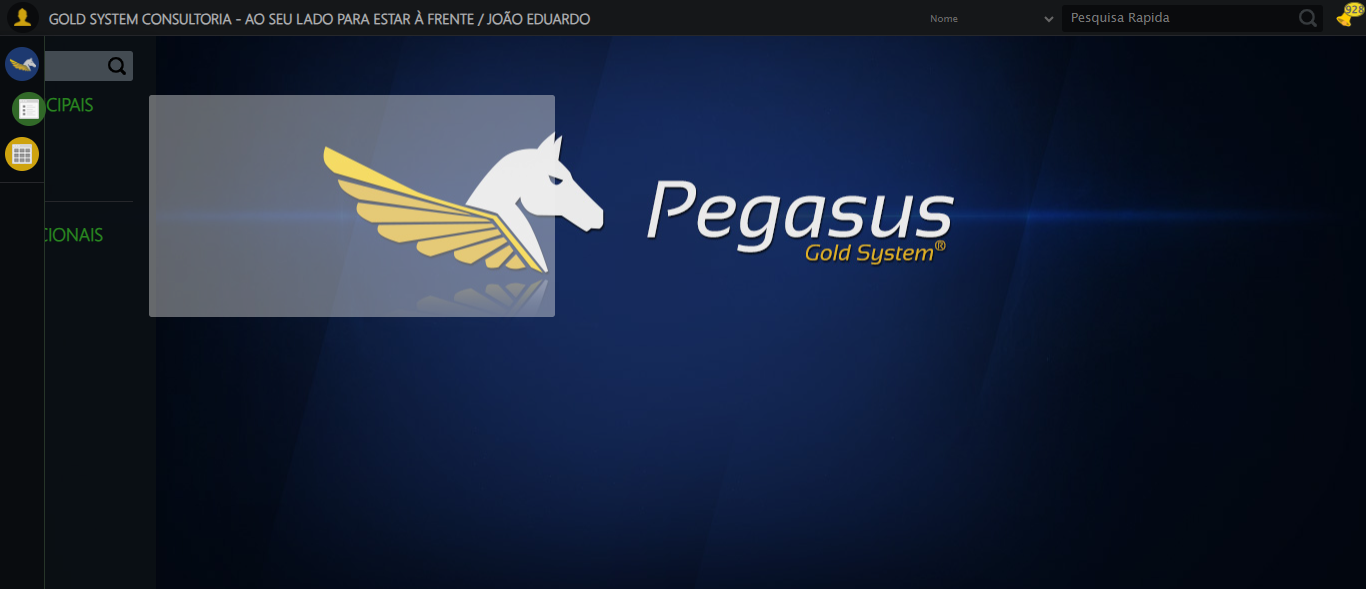 GOLD SYSTEM CONSULTORIA - AO SEU LADO PARA ESTAR À FRENTE / JOÃO EDUARDO
Nome
Pesquisa Rapida
928
CIPAIS
CIONAIS
Pegasus
Gold System®